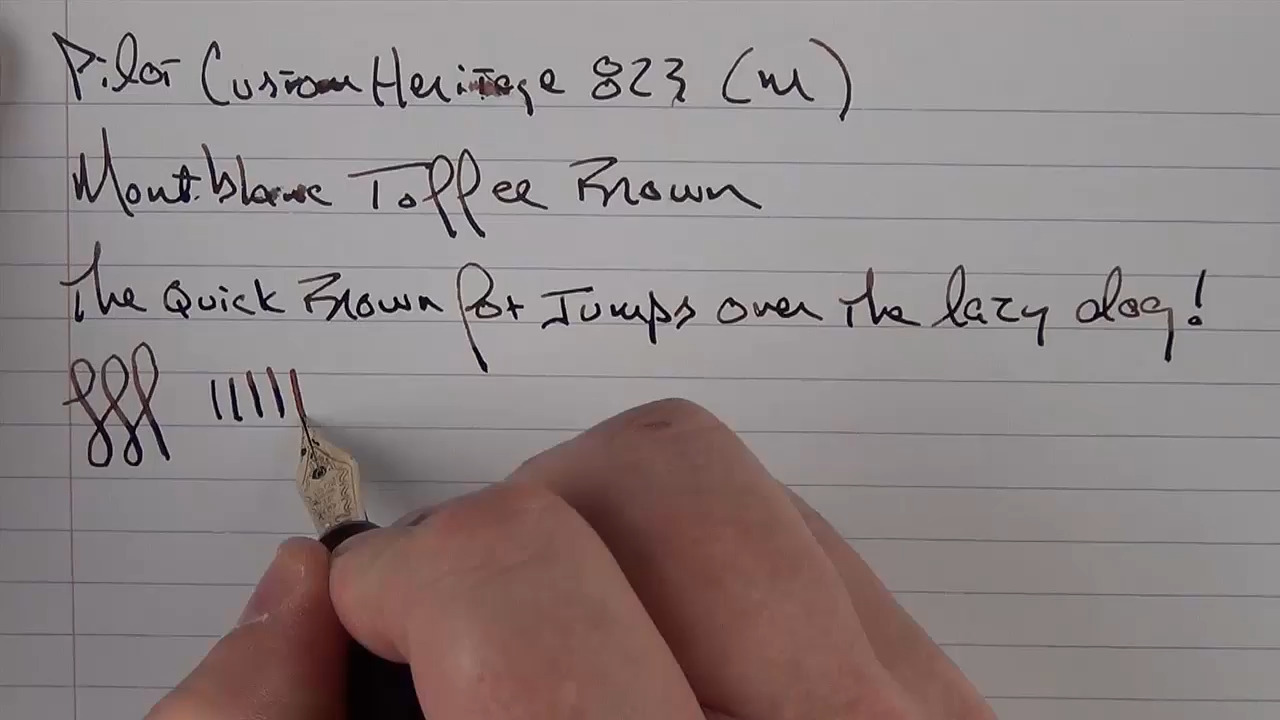 Pilot Custom Heritage 823 (M)
Montblanc Toffee Brown
The Quick Brown fox Jumps over the lazy dog!